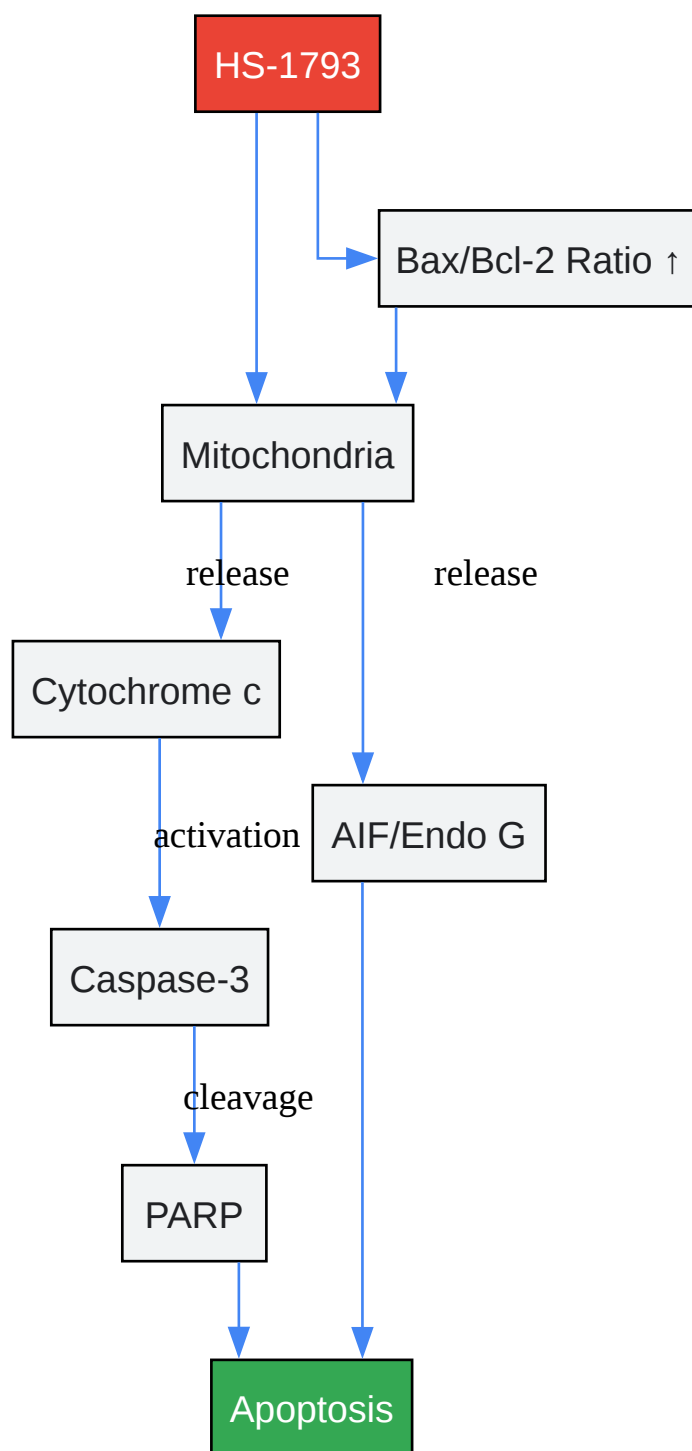 HS-1793
Bax/Bcl-2 Ratio ↑
Mitochondria
release
release
Cytochrome c
activation
AIF/Endo G
Caspase-3
cleavage
PARP
Apoptosis